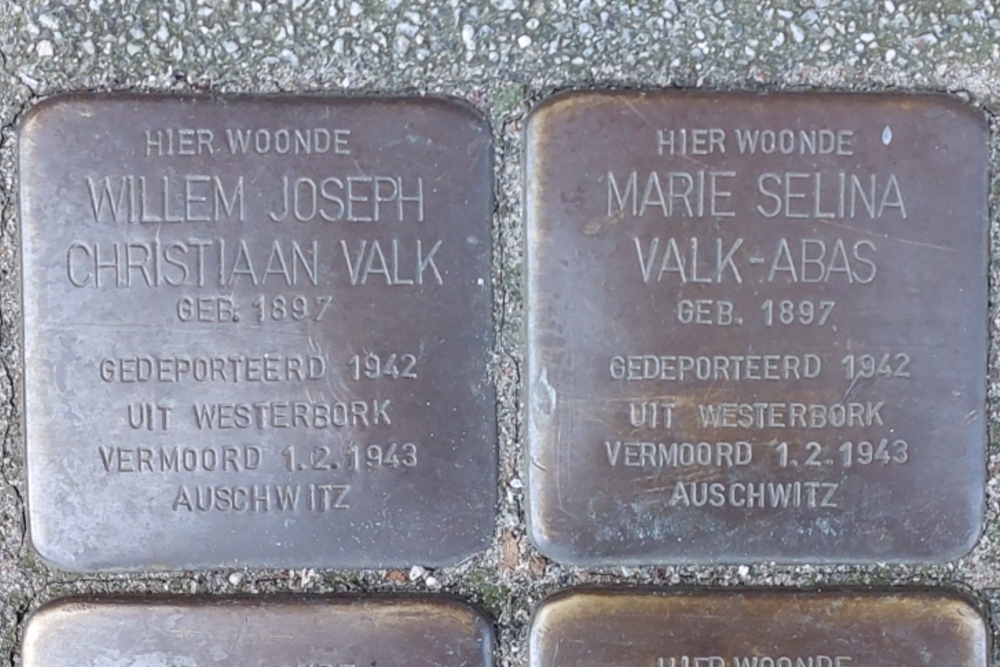 HIER WOONDE
WILLEM JOSEPH
CHRISTIAAN VALK
GEB. 1897
GEDEPORTEERD 1942
UIT WESTERBORK
VERMOORD 1.2.1943
AUSCHWITZ
HIER WOONDE
MARIE SELINA
VALK-ABAS
GEB. 1897
GEDEPORTEERD 1942
UIT WESTERBORK
VERMOORD 1.2.1943
AUSCHWITZ
HIER WOONDE